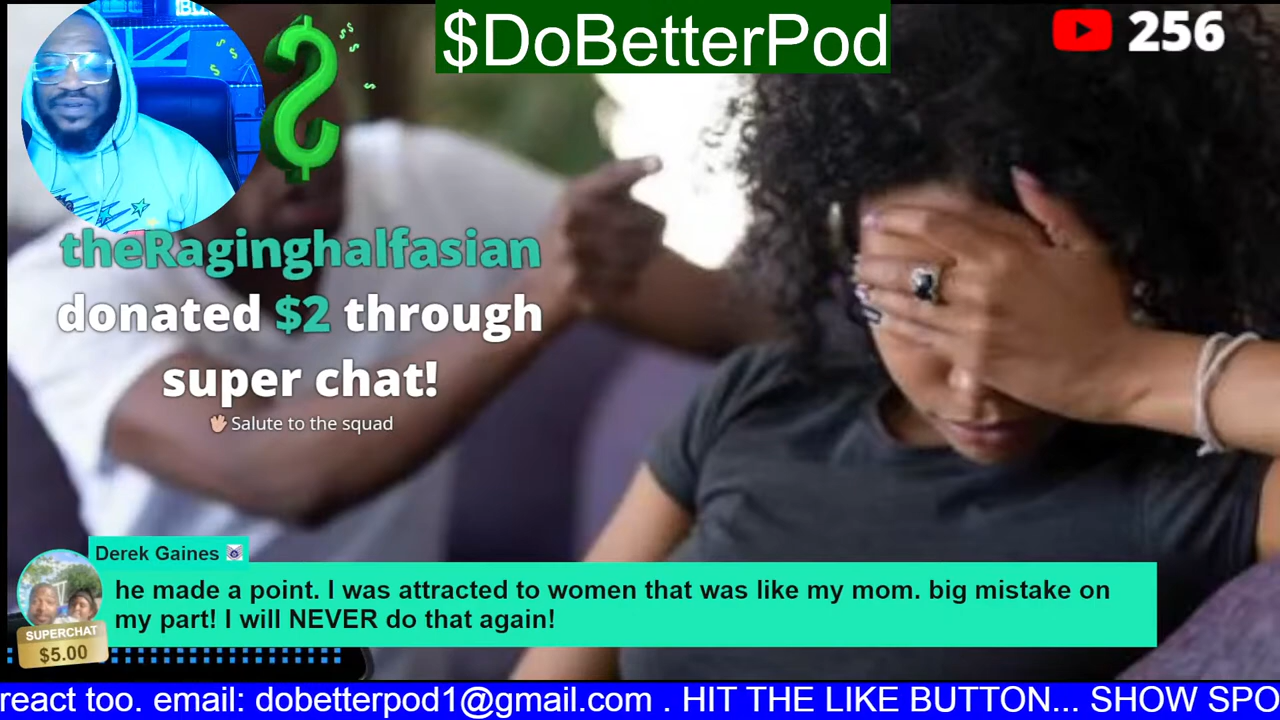 $DoBetterPod
256
theRaginghalfasian
donated $2 through
super chat!
🖖🏼 Salute to the squad
Derek Gaines
he made a point. I was attracted to women that was like my mom. big mistake on
my part! I will NEVER do that again!
SUPERCHAT
$5.00
react too. email: dobetterpod1@gmail.com . HIT THE LIKE BUTTON... SHOW SPO